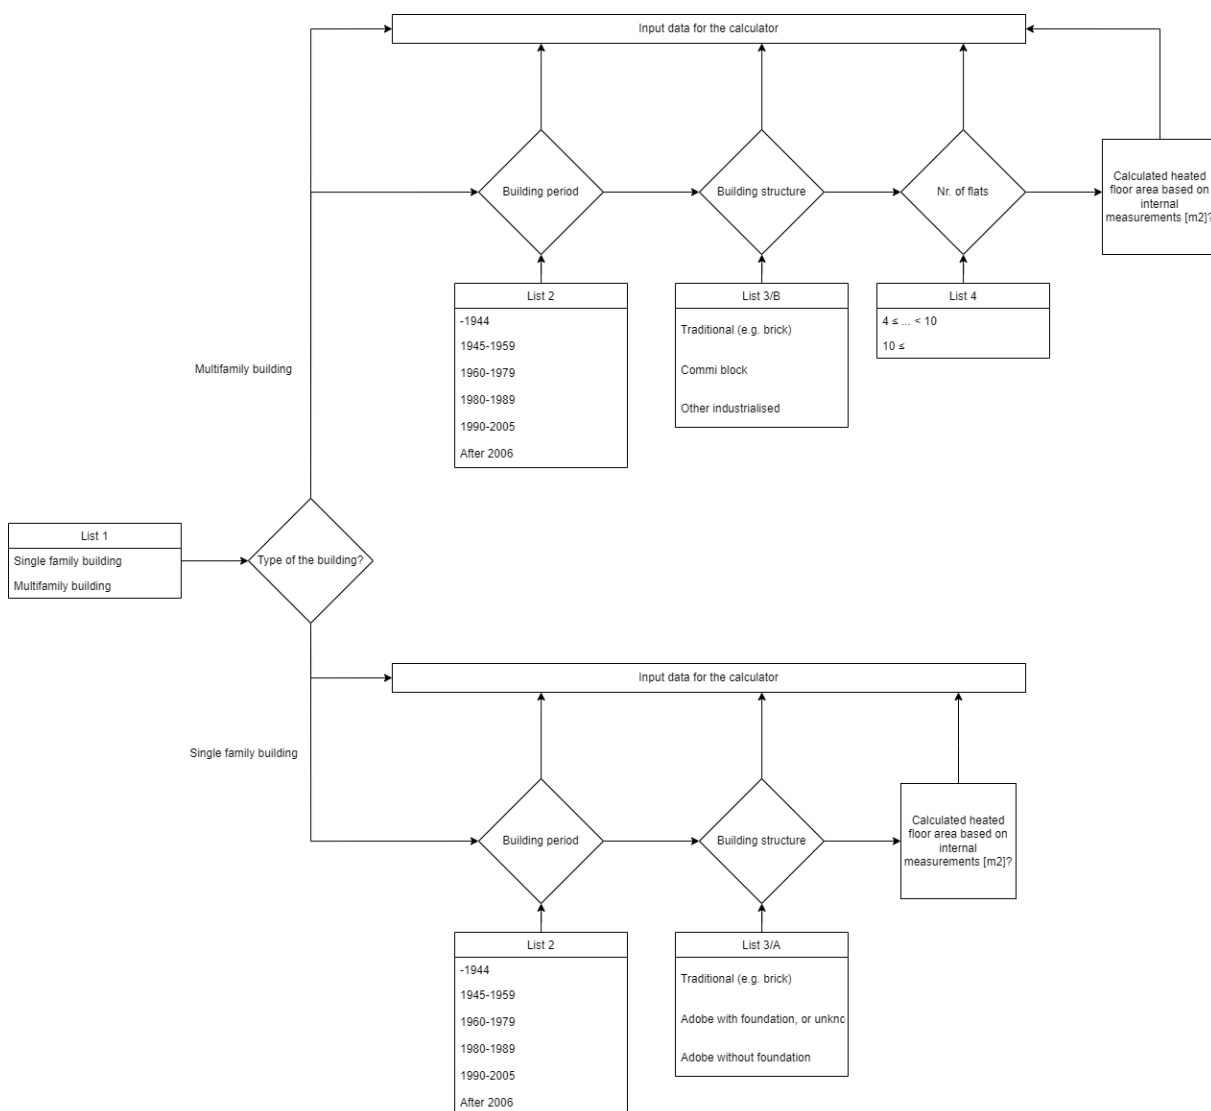 Input data for the calculator
Building period
Building structure
Nr. of flats
Calculated heated
floor area based on
internal
measurements [m2]?
List 2
-1944
1945-1959
1960-1979
1980-1989
1990-2005
After 2006
List 3/B
Traditional (e.g. brick)
Commi block
Other industrialised
List 4
4 ≤ ... < 10
10 ≤
Multifamily building
List 1
Single family building
Multifamily building
Type of the building?
Input data for the calculator
Single family building
Building period
Building structure
Calculated heated
floor area based on
internal
measurements [m2]?
List 2
-1944
1945-1959
1960-1979
1980-1989
1990-2005
After 2006
List 3/A
Traditional (e.g. brick)
Adobe with foundation, or
Adobe without foundation